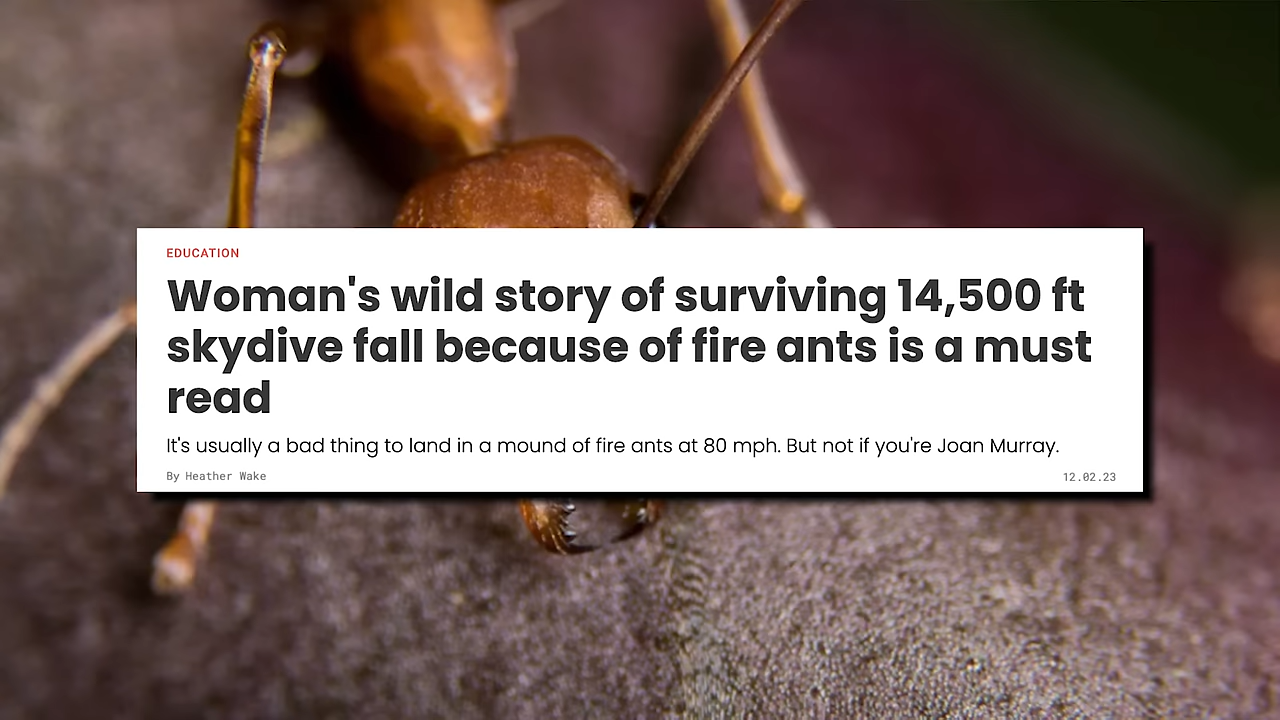 EDUCATION
Woman's wild story of surviving 14,500 ft
skydive fall because of fire ants is a must
read
It's usually a bad thing to land in a mound of fire ants at 80 mph. But not if you're Joan Murray.
By Heather Wake
12.02.23